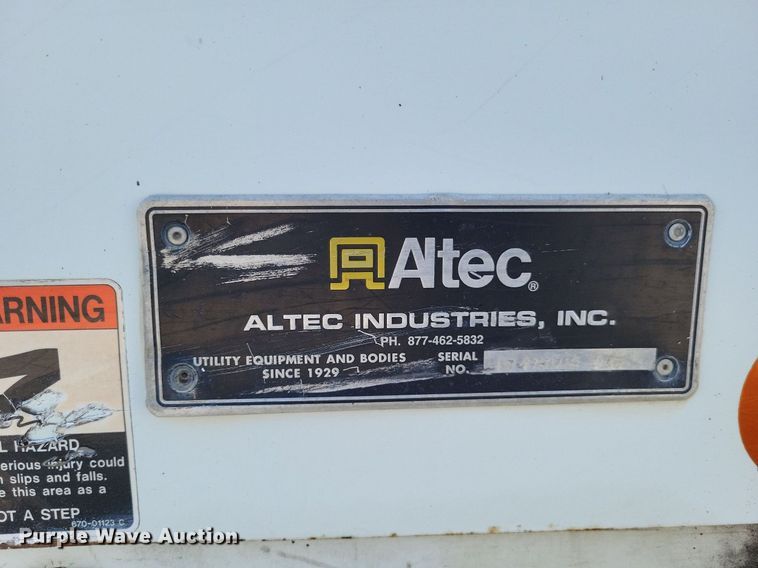 Altec®
ALTEC INDUSTRIES, INC.
PH. 877-462-5832
UTILITY EQUIPMENT AND BODIES
SINCE 1929
SERIAL
NO.
ARNING
L HAZARD
erious injury could
slips and falls.
e this area as a
OT A STEP
670-01123 C
Purple Wave Auction